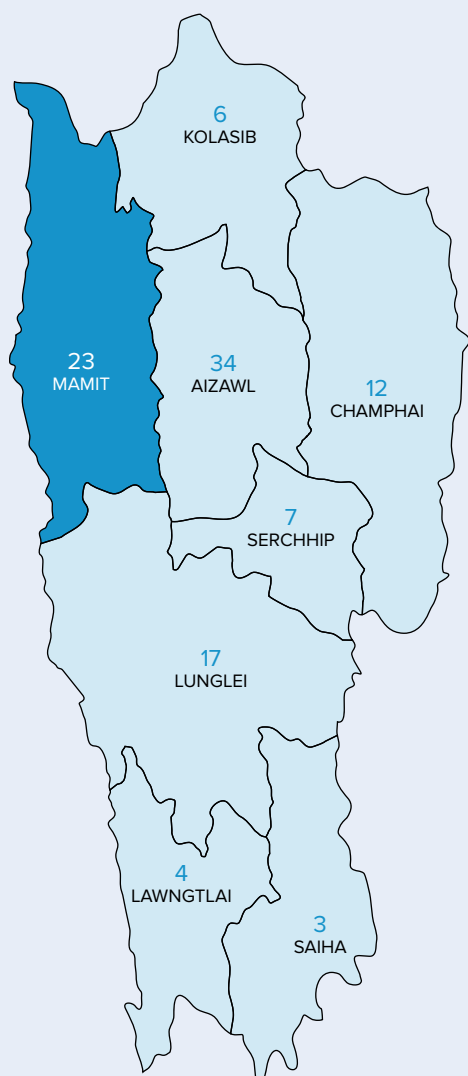 6
KOLASIB
23
MAMIT
34
AIZAWL
12
CHAMPHAI
7
SERCHHIP
17
LUNGLEI
4
LAWNGTLAI
3
SAIHA